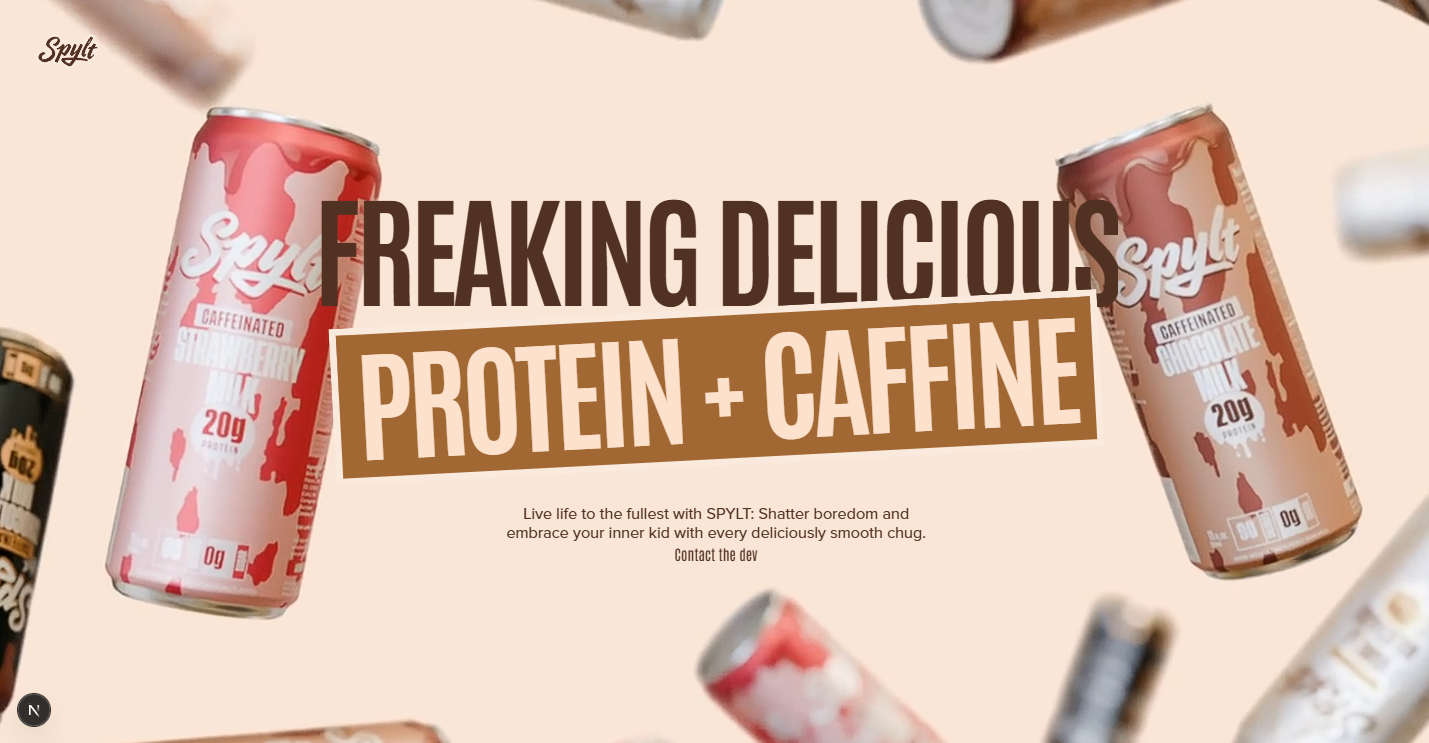 Spylt
FREAKING DELICIOUS
PROTEIN + CAFFINE
Live life to the fullest with SPYLT: Shatter boredom and
embrace your inner kid with every deliciously smooth chug.
Contact the dev
Spylt
CAFFEINATED
STRAWBERRY
MILK
20g
PROTEIN
0g
Spylt
CAFFEINATED
CHOCOLATE
MILK
20g
PROTEIN
0g
N